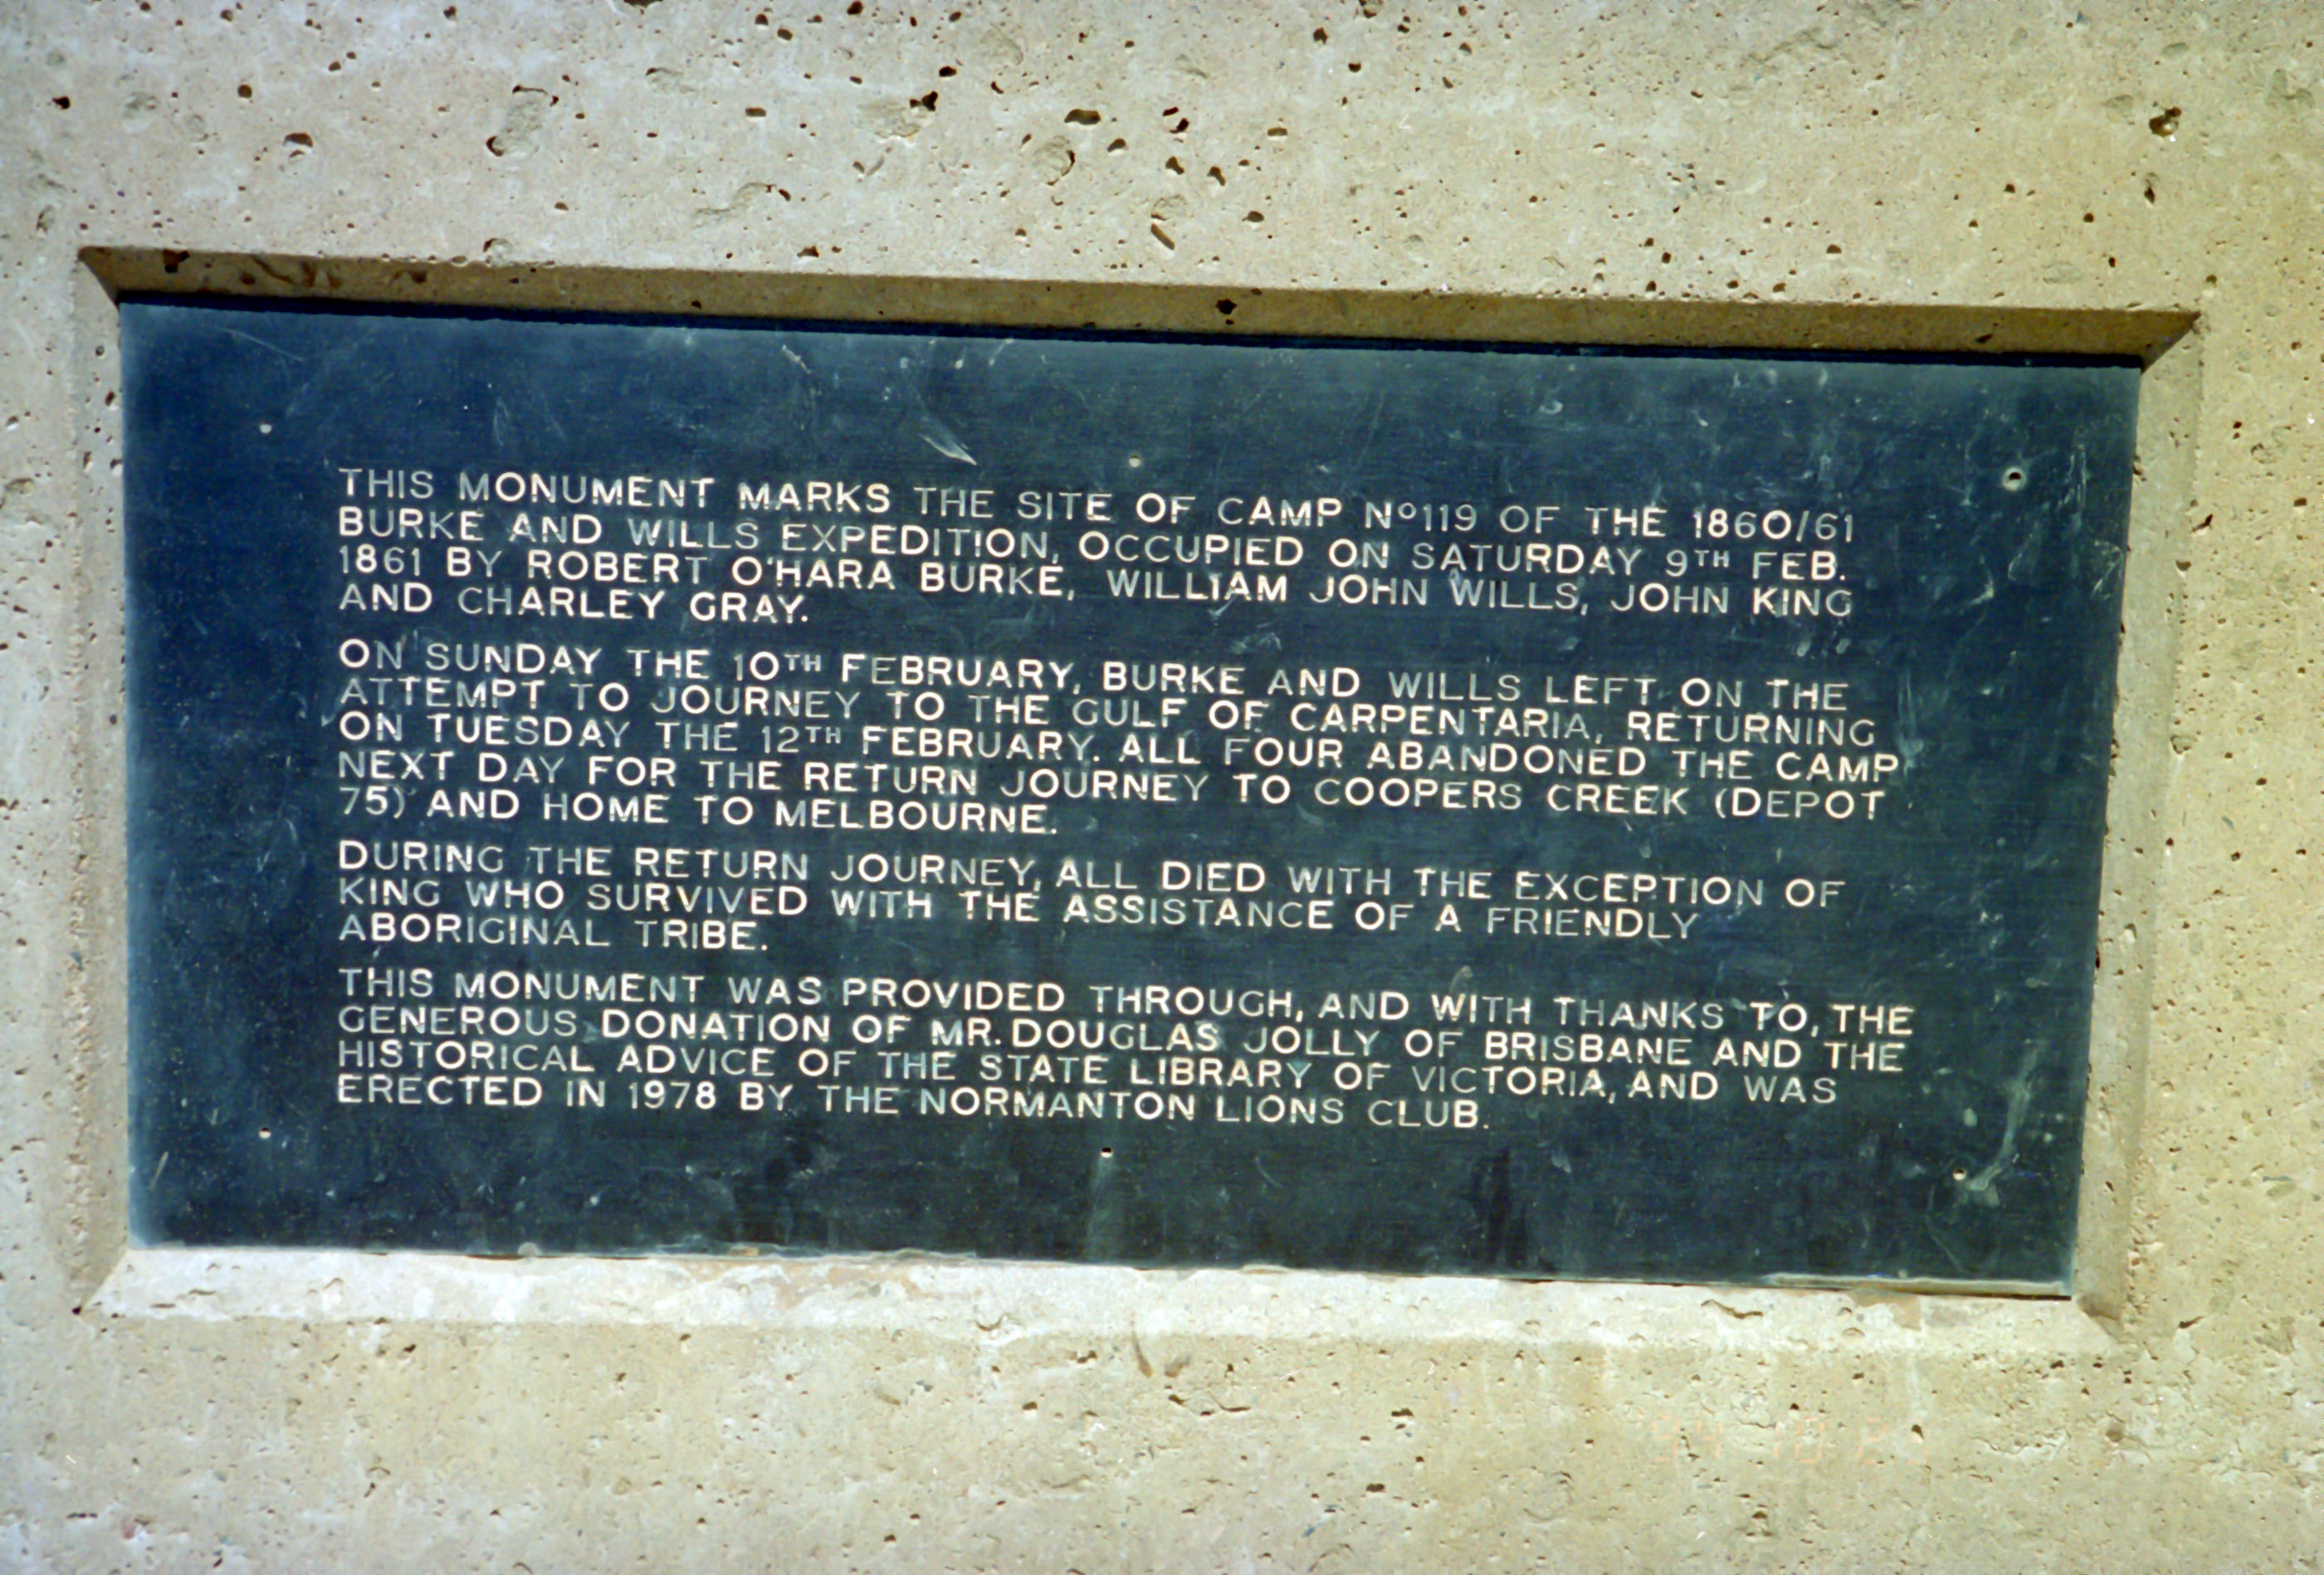 THIS MONUMENT MARKS THE SITE OF CAMP Nº119 OF THE 1860/61
BURKE AND WILLS EXPEDITION, OCCUPIED ON SATURDAY 9TH FEB.
1861 BY ROBERT O'HARA BURKE, WILLIAM JOHN WILLS, JOHN KING
AND CHARLEY GRAY.
ON SUNDAY THE 10TH FEBRUARY, BURKE AND WILLS LEFT ON THE
ATTEMPT TO JOURNEY TO THE GULF OF CARPENTARIA, RETURNING
ON TUESDAY THE 12TH FEBRUARY. ALL FOUR ABANDONED THE CAMP
NEXT DAY FOR THE RETURN JOURNEY TO COOPERS CREEK (DEPOT
75) AND HOME TO MELBOURNE.
DURING THE RETURN JOURNEY, ALL DIED WITH THE EXCEPTION OF
KING WHO SURVIVED WITH THE ASSISTANCE OF A FRIENDLY
ABORIGINAL TRIBE.
THIS MONUMENT WAS PROVIDED THROUGH, AND WITH THANKS TO, THE
GENEROUS DONATION OF MR. DOUGLAS JOLLY OF BRISBANE AND THE
HISTORICAL ADVICE OF THE STATE LIBRARY OF VICTORIA, AND WAS
ERECTED IN 1978 BY THE NORMANTON LIONS CLUB.